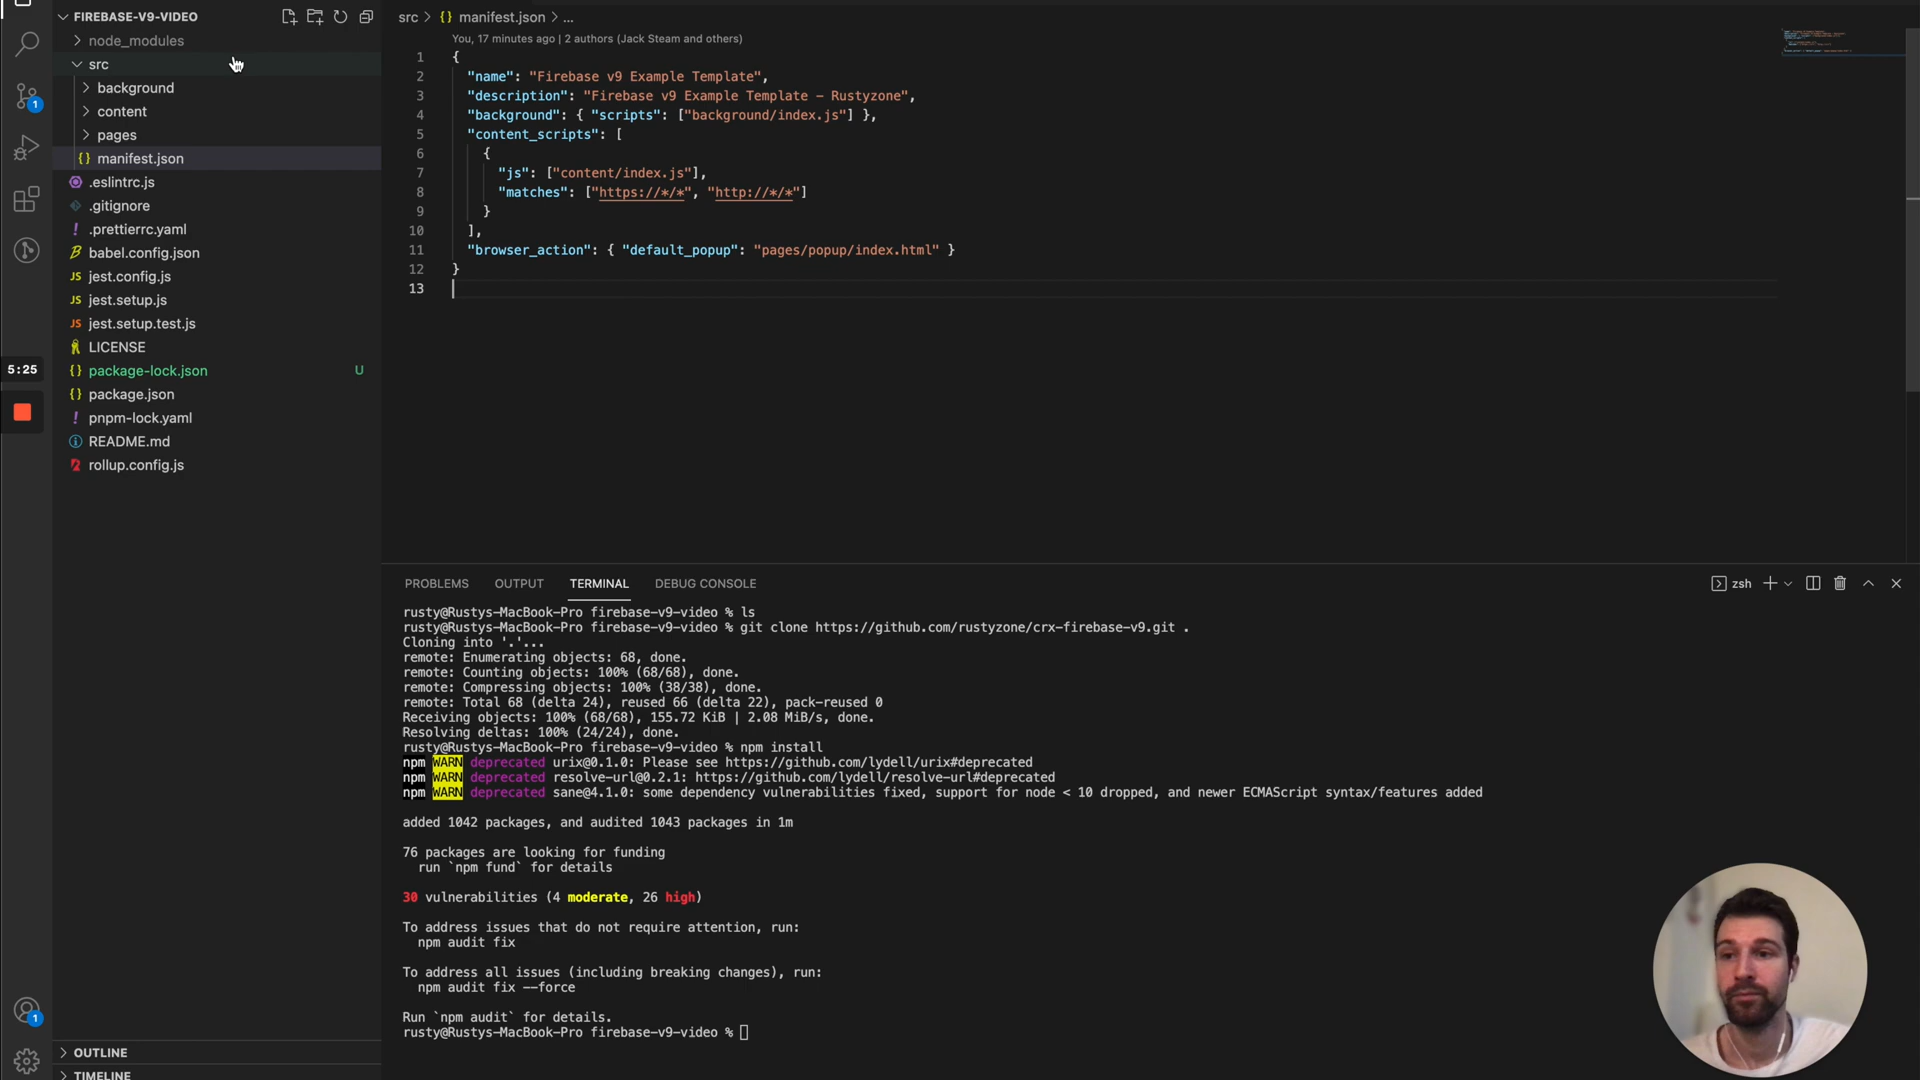 FIREBASE-V9-VIDEO
node_modules
src
background
content
pages
manifest.json
.eslintrc.js
.gitignore
.prettierrc.yaml
babel.config.json
JS jest.config.js
JS jest.setup.js
JS jest.setup.test.js
LICENSE
package-lock.json U
package.json
pnpm-lock.yaml
README.md
rollup.config.js
OUTLINE
TIMELINE
1
5:25
1
src > {} manifest.json > ...
You, 17 minutes ago | 2 authors (Jack Steam and others)
1 {
2 "name": "Firebase v9 Example Template",
3 "description": "Firebase v9 Example Template – Rustyzone",
4 "background": { "scripts": ["background/index.js"] },
5 "content_scripts": [
6 {
7 "js": ["content/index.js"],
8 "matches": ["https://*/*", "http://*/*"]
9 }
10 ],
11 "browser_action": { "default_popup": "pages/popup/index.html" }
12 }
13
PROBLEMS OUTPUT TERMINAL DEBUG CONSOLE zsh
rusty@Rustys-MacBook-Pro firebase-v9-video % ls
rusty@Rustys-MacBook-Pro firebase-v9-video % git clone https://github.com/rustyzone/crx-firebase-v9.git .
Cloning into '.'...
remote: Enumerating objects: 68, done.
remote: Counting objects: 100% (68/68), done.
remote: Compressing objects: 100% (38/38), done.
remote: Total 68 (delta 24), reused 66 (delta 22), pack-reused 0
Receiving objects: 100% (68/68), 155.72 KiB | 2.08 MiB/s, done.
Resolving deltas: 100% (24/24), done.
rusty@Rustys-MacBook-Pro firebase-v9-video % npm install
npm WARN deprecated urix@0.1.0: Please see https://github.com/lydell/urix#deprecated
npm WARN deprecated resolve-url@0.2.1: https://github.com/lydell/resolve-url#deprecated
npm WARN deprecated sane@4.1.0: some dependency vulnerabilities fixed, support for node < 10 dropped, and newer ECMAScript syntax/features added
added 1042 packages, and audited 1043 packages in 1m
76 packages are looking for funding
run `npm fund` for details
30 vulnerabilities (4 moderate, 26 high)
To address issues that do not require attention, run:
npm audit fix
To address all issues (including breaking changes), run:
npm audit fix --force
Run `npm audit` for details.
rusty@Rustys-MacBook-Pro firebase-v9-video %